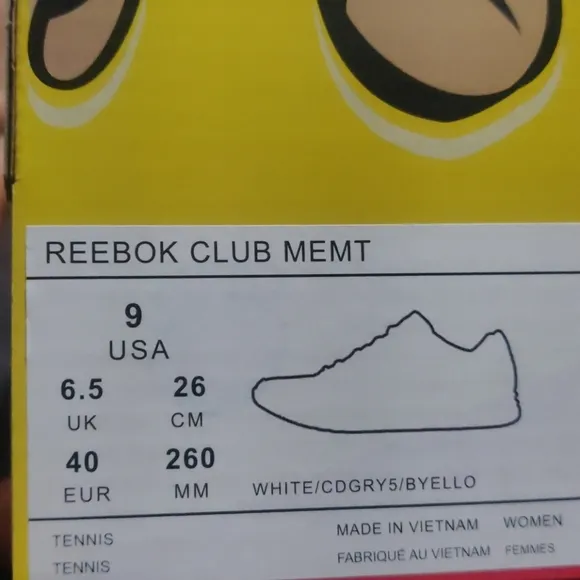 REEBOK CLUB MEMT
9
USA
6.5 26
UK CM
40 260
EUR MM
WHITE/CDGRY5/BYELLO
TENNIS MADE IN VIETNAM WOMEN
TENNIS FABRIQUÉ AU VIETNAM FEMMES